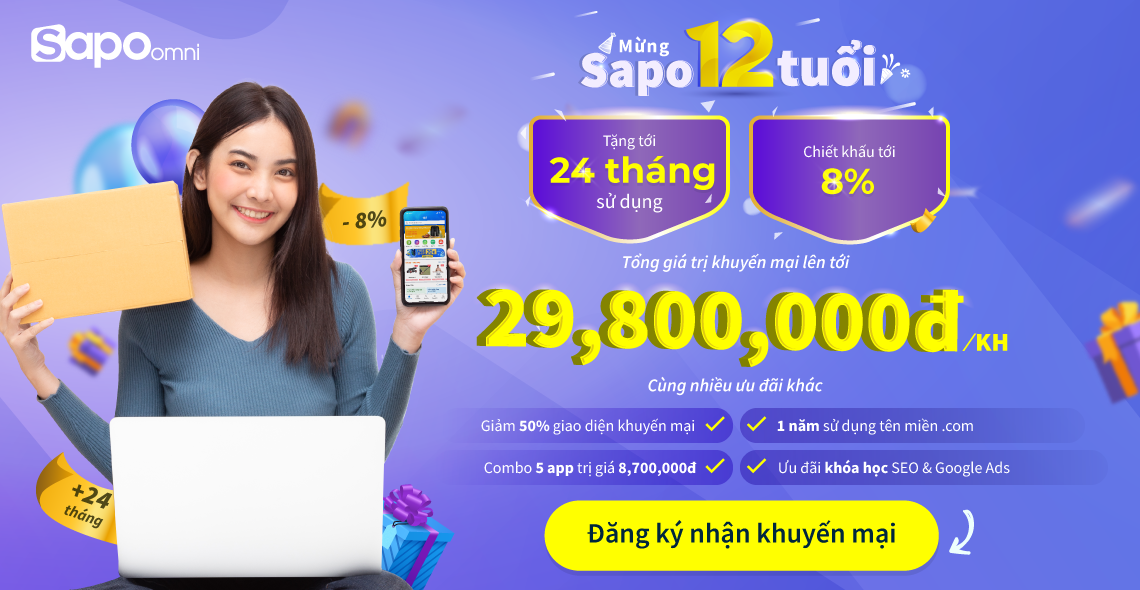 Sapo omni
Mừng
Sapo 12 tuổi
Tặng tới
24 tháng
sử dụng
Chiết khấu tới
8%
- 8%
Tổng giá trị khuyến mại lên tới
29,800,000đ/KH
Cùng nhiều ưu đãi khác
Giảm 50% giao diện khuyến mại
1 năm sử dụng tên miền .com
Combo 5 app trị giá 8,700,000đ
Ưu đãi khóa học SEO & Google Ads
+24
tháng
Đăng ký nhận khuyến mại